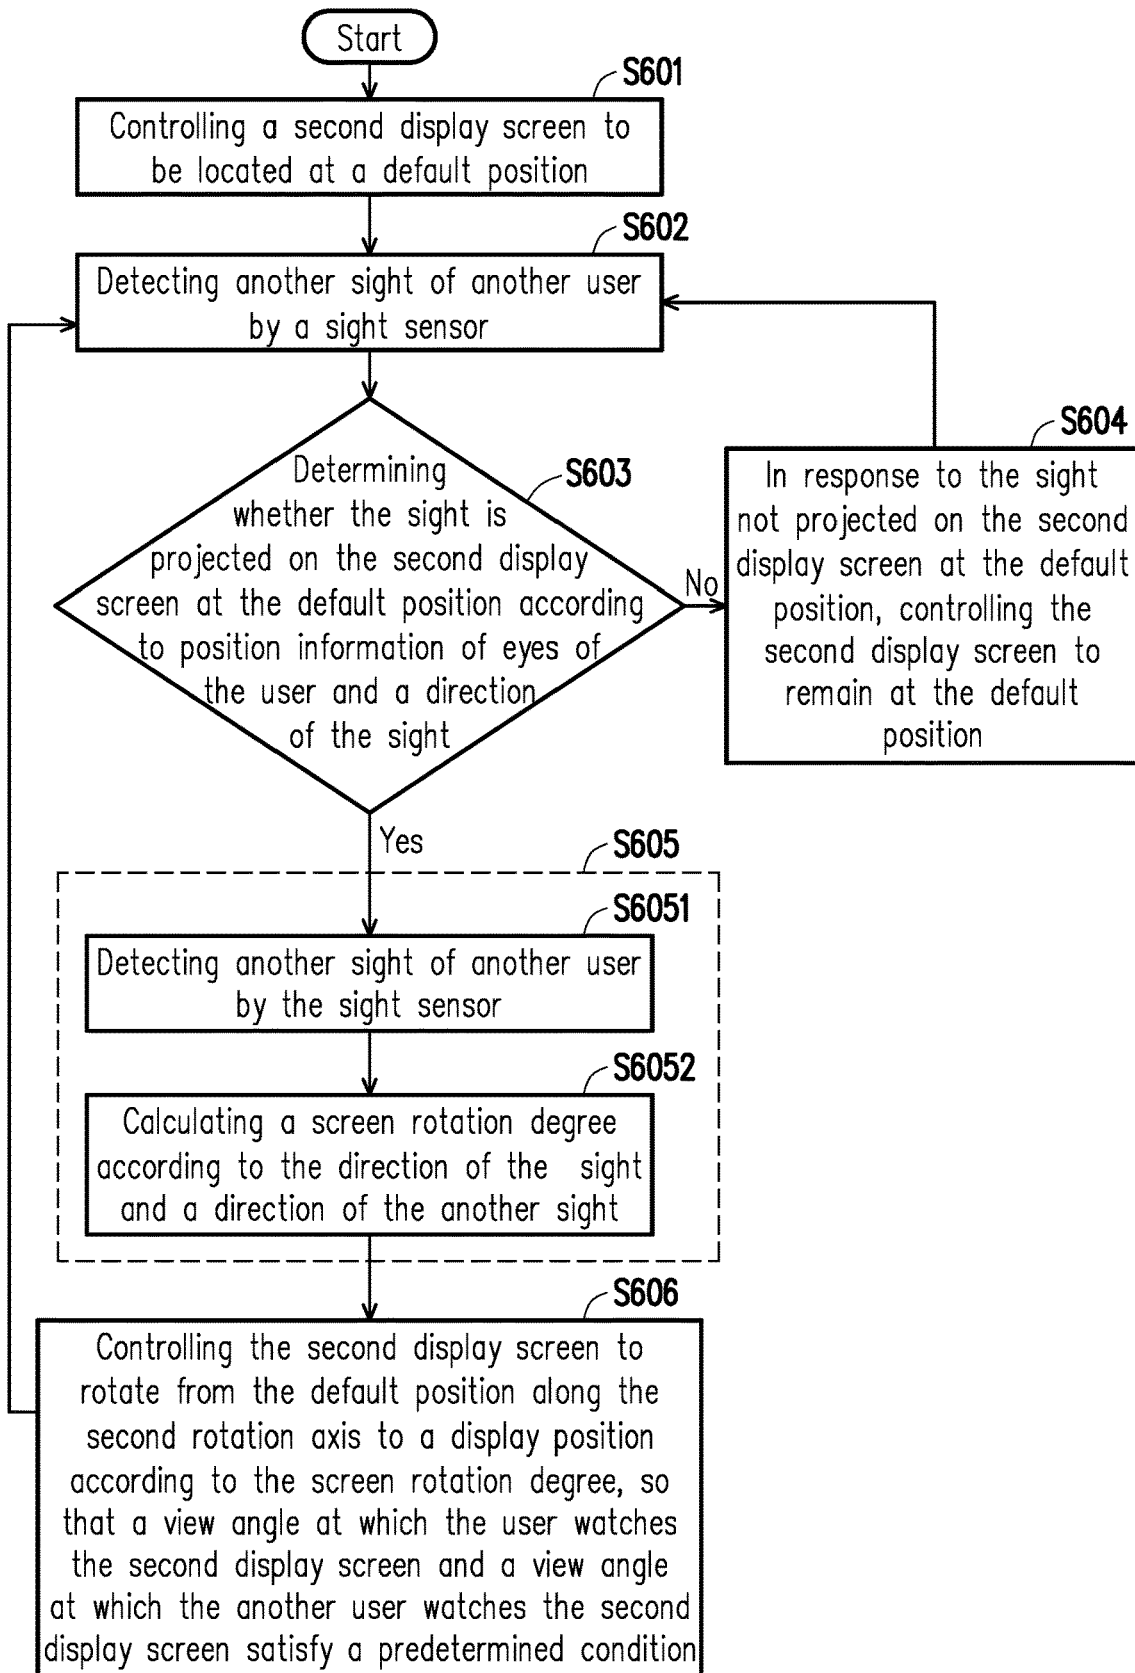 Start
S601
Controlling a second display screen to
be located at a default position
S602
Detecting another sight of another user
by a sight sensor
S603
Determining
whether the sight is
projected on the second display
screen at the default position according
to position information of eyes of
the user and a direction
of the sight
No
S604
In response to the sight
not projected on the second
display screen at the default
position, controlling the
second display screen to
remain at the default
position
Yes
S605
S6051
Detecting another sight of another user
by the sight sensor
S6052
Calculating a screen rotation degree
according to the direction of the sight
and a direction of the another sight
S606
Controlling the second display screen to
rotate from the default position along the
second rotation axis to a display position
according to the screen rotation degree, so
that a view angle at which the user watches
the second display screen and a view angle
at which the another user watches the second
display screen satisfy a predetermined condition